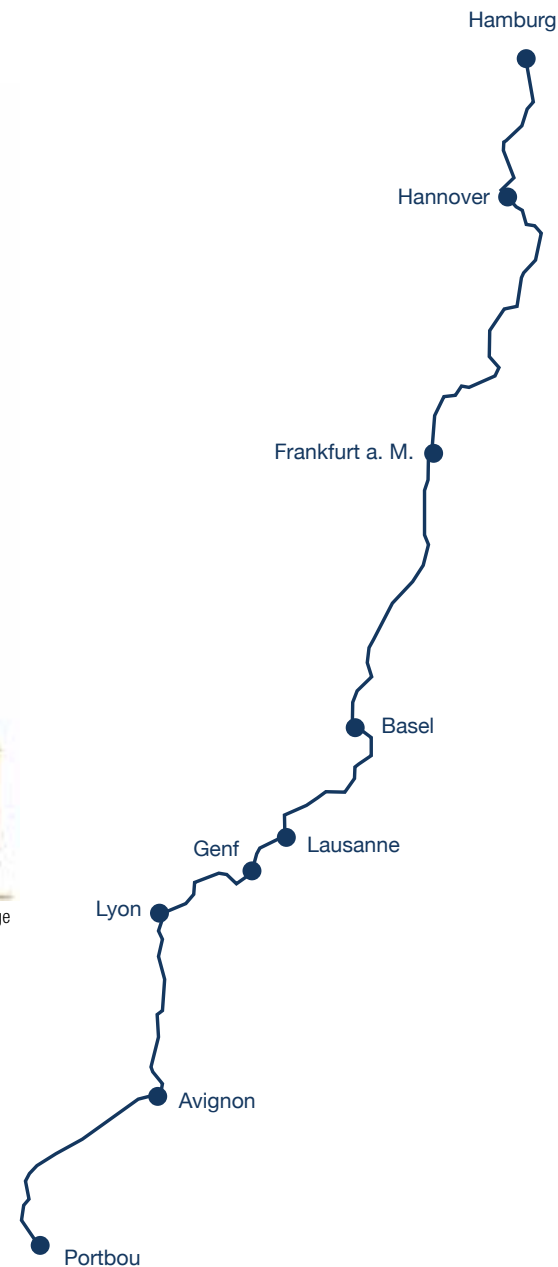 Hamburg
Hannover
Frankfurt a. M.
Basel
Lausanne
Genf
Lyon
Avignon
Portbou